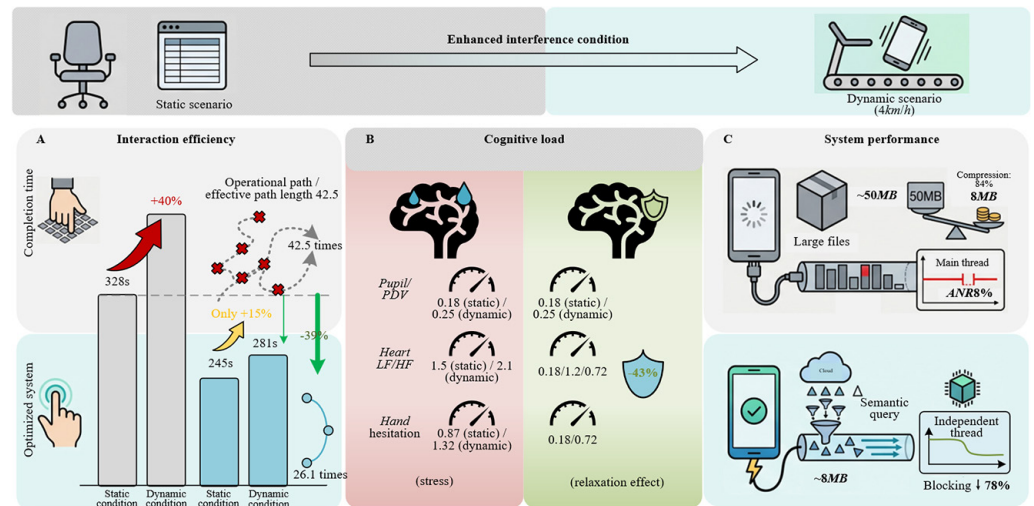 Enhanced interference condition
Static scenario
Dynamic scenario
(4km/h)
A
Interaction efficiency
Completion time
+40%
Operational path /
effective path length 42.5
42.5 times
328s
Only +15%
-39%
281s
245s
Optimized system
26.1 times
Static
condition
Dynamic
condition
Static
condition
Dynamic
condition
B
Cognitive load
Pupil/
PDV
0.18 (static) /
0.25 (dynamic)
0.18 (static) /
0.25 (dynamic)
Heart
LF/HF
1.5 (static) / 2.1
(dynamic)
0.18/1.2/0.72
-43%
Hand
hesitation
0.87 (static) /
1.32 (dynamic)
0.18/0.72
(stress)
(relaxation effect)
C
System performance
Large files
~50MB
50MB
Compression:
84%
8MB
Main thread
ANR8%
Cloud
Semantic
query
Independent
thread
~8MB
Blocking ↓ 78%